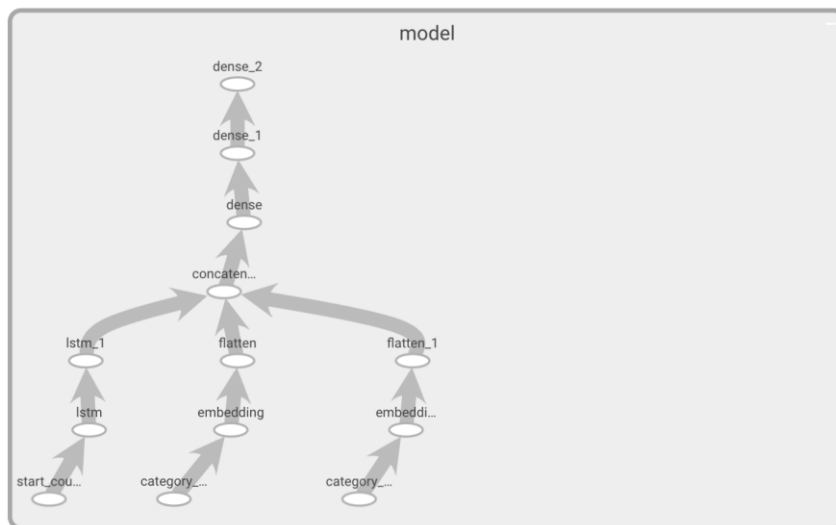 model
dense_2
dense_1
dense
concaten...
lstm_1 flatten flatten_1
lstm embedding embeddi...
start_cou... category_... category_...